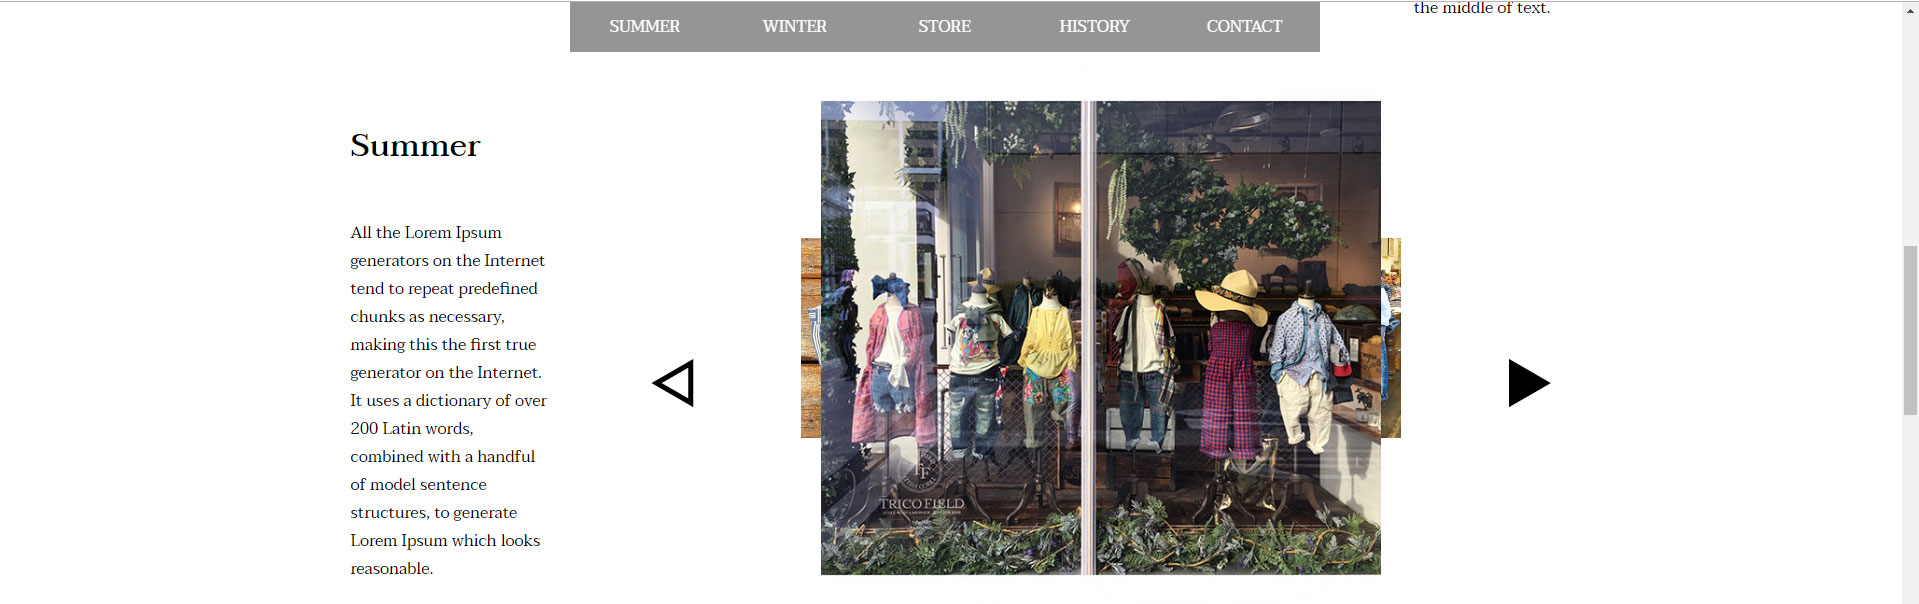 the middle of text.
SUMMER
WINTER
STORE
HISTORY
CONTACT
Summer
All the Lorem Ipsum
generators on the Internet
tend to repeat predefined
chunks as necessary,
making this the first true
generator on the Internet.
It uses a dictionary of over
200 Latin words,
combined with a handful
of model sentence
structures, to generate
Lorem Ipsum which looks
reasonable.
TRICO FIELD